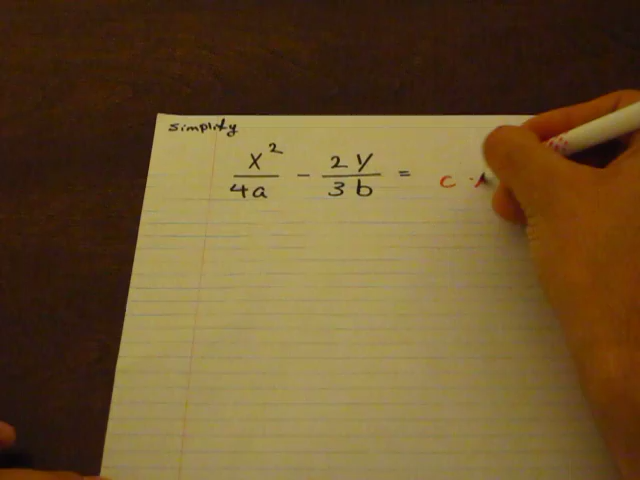 simplify
x² / 4a - 2y / 3b = c .